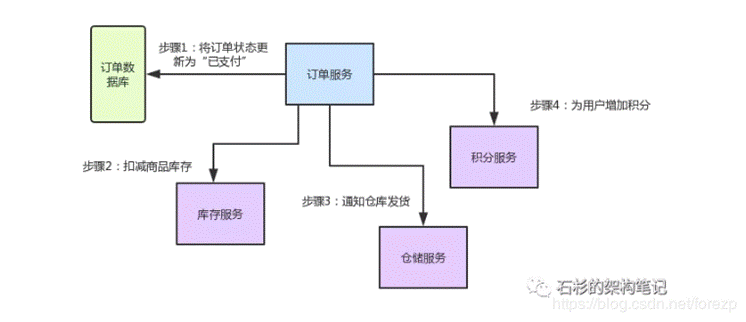 步骤1：将订单状态更
新为“已支付”
订单数
据库
订单服务
步骤4：为用户增加积分
积分服务
步骤2：扣减商品库存
库存服务
步骤3：通知仓库发货
仓储服务
石杉的架构笔记
https://blog.csdn.net/forezp